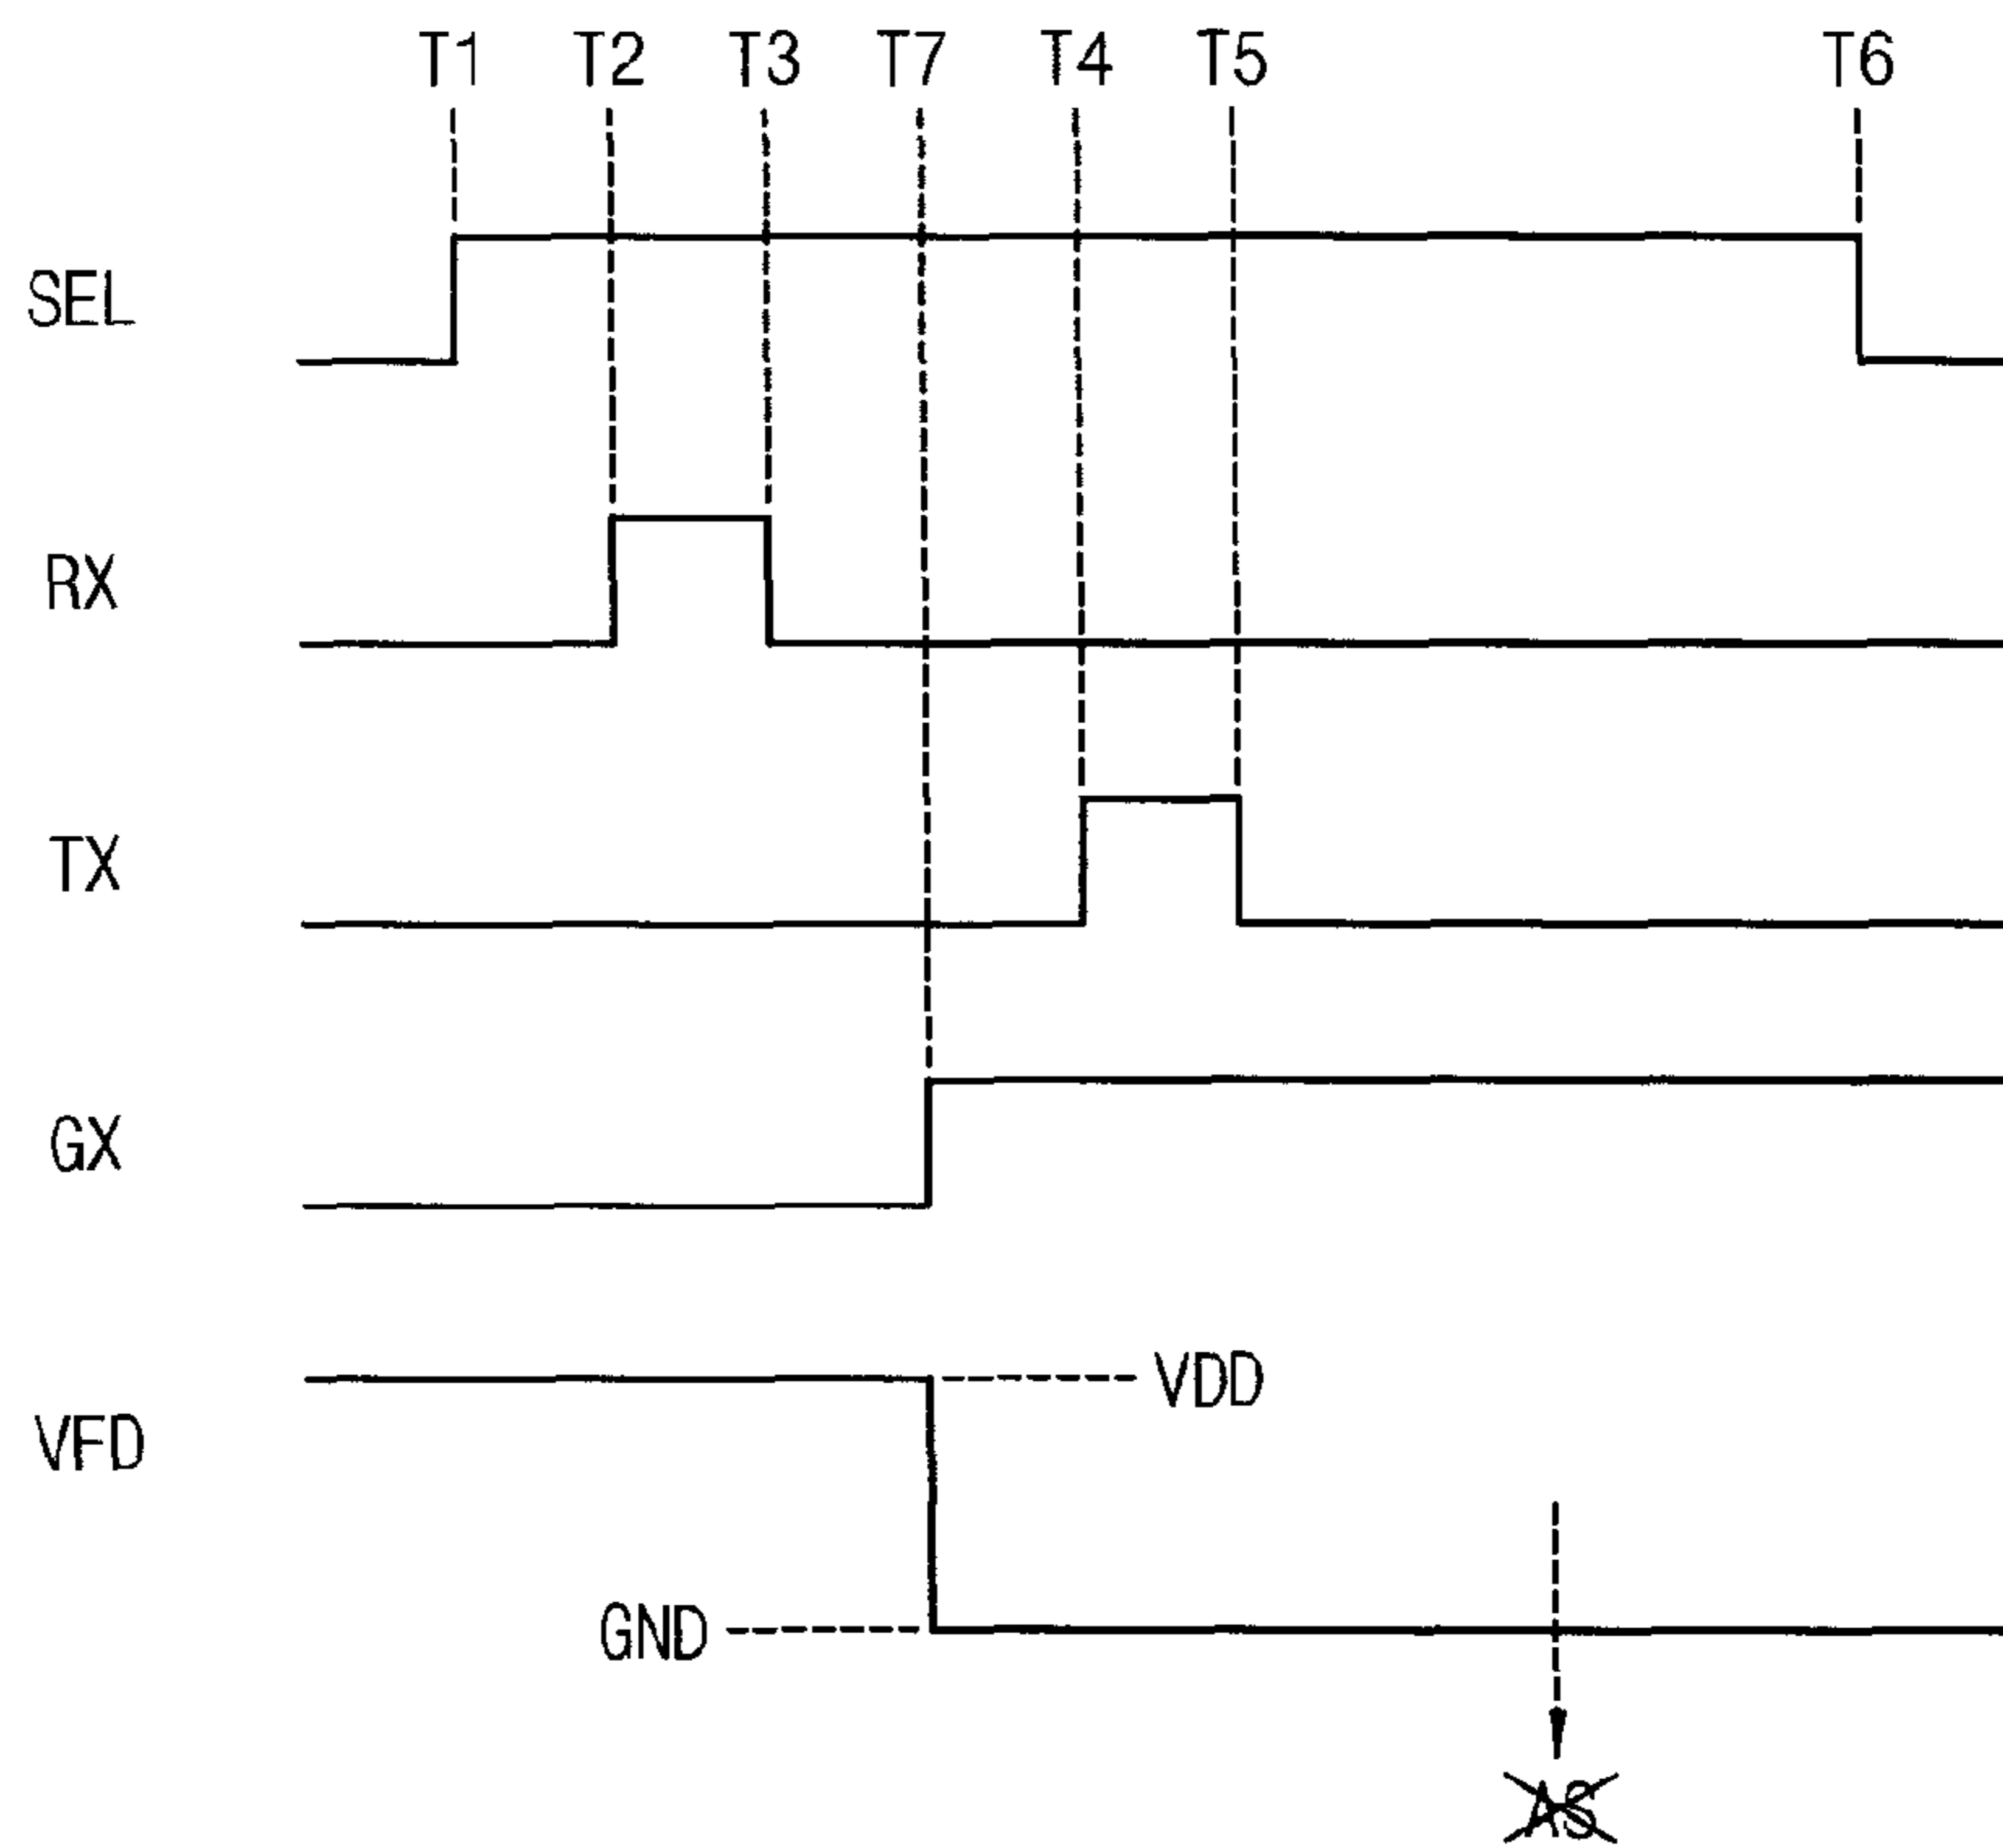 T1 T2 T3 T7 T4 T5 T6
SEL
RX
TX
GX
VDD
VFD
GND
AS